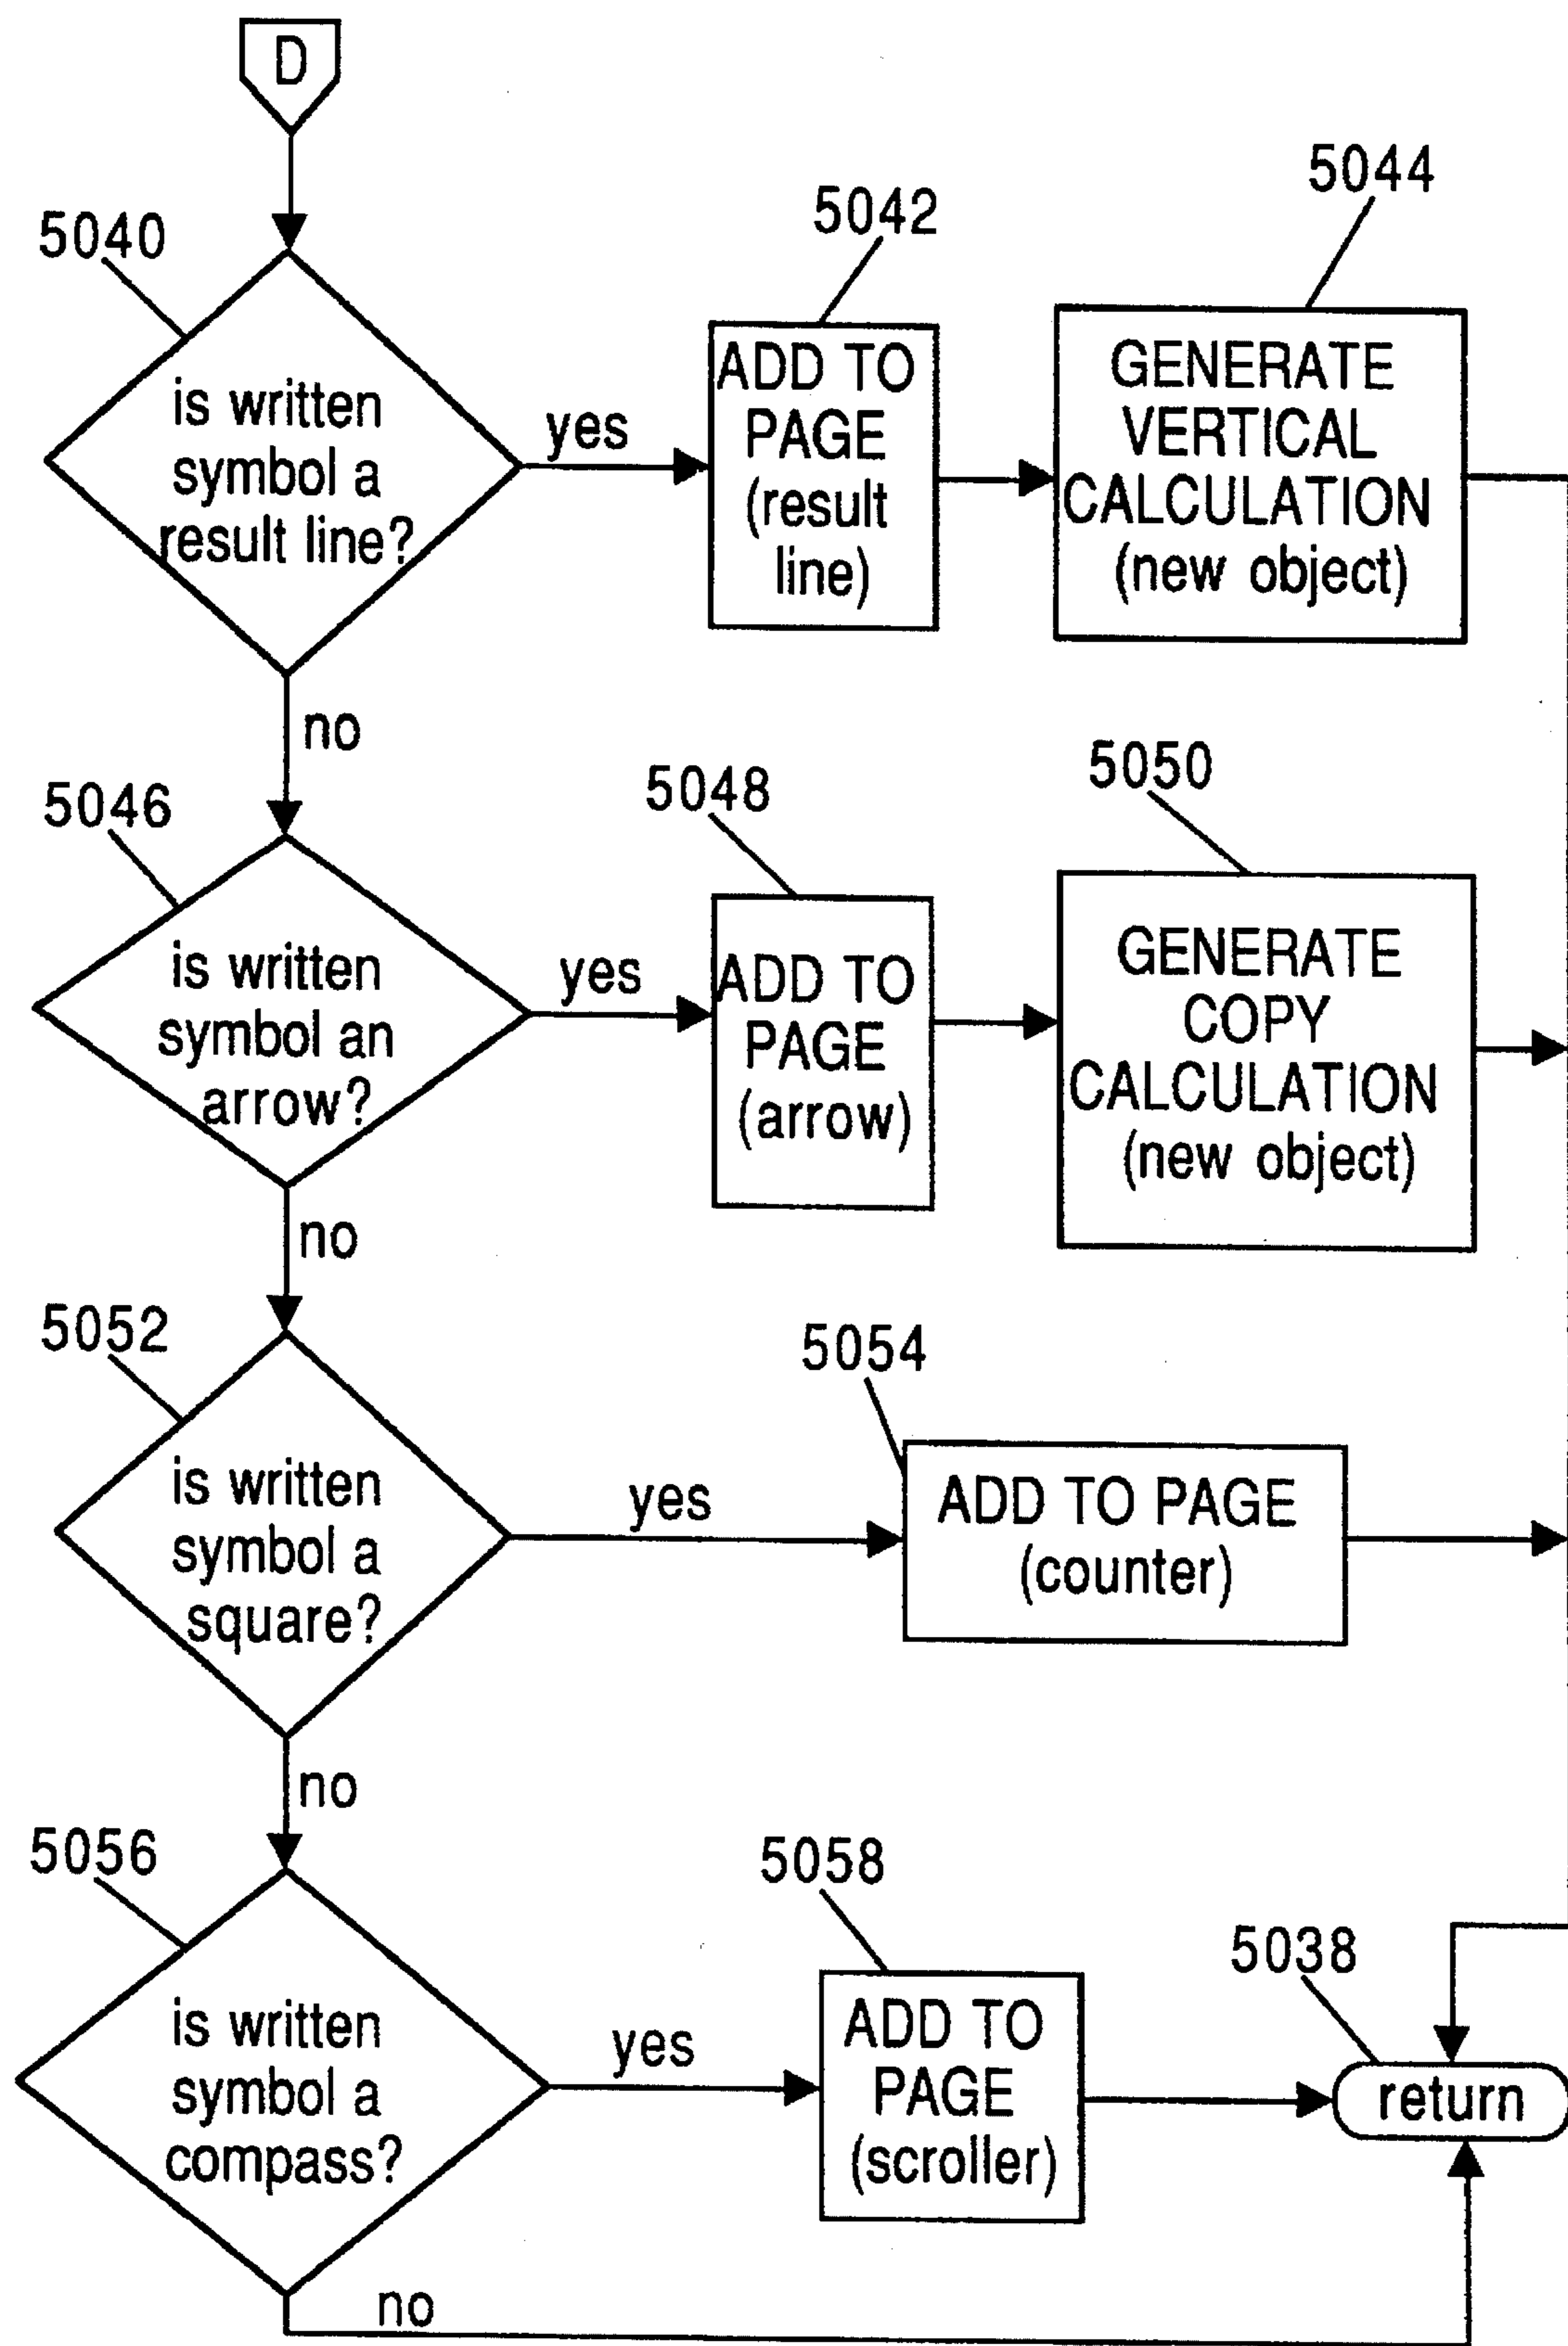 D
5040
is written
symbol a
result line?
yes
5042
ADD TO
PAGE
(result
line)
5044
GENERATE
VERTICAL
CALCULATION
(new object)
no
5046
is written
symbol an
arrow?
yes
5048
ADD TO
PAGE
(arrow)
5050
GENERATE
COPY
CALCULATION
(new object)
no
5052
is written
symbol a
square?
yes
5054
ADD TO PAGE
(counter)
no
5056
is written
symbol a
compass?
yes
5058
ADD TO
PAGE
(scroller)
5038
return
no